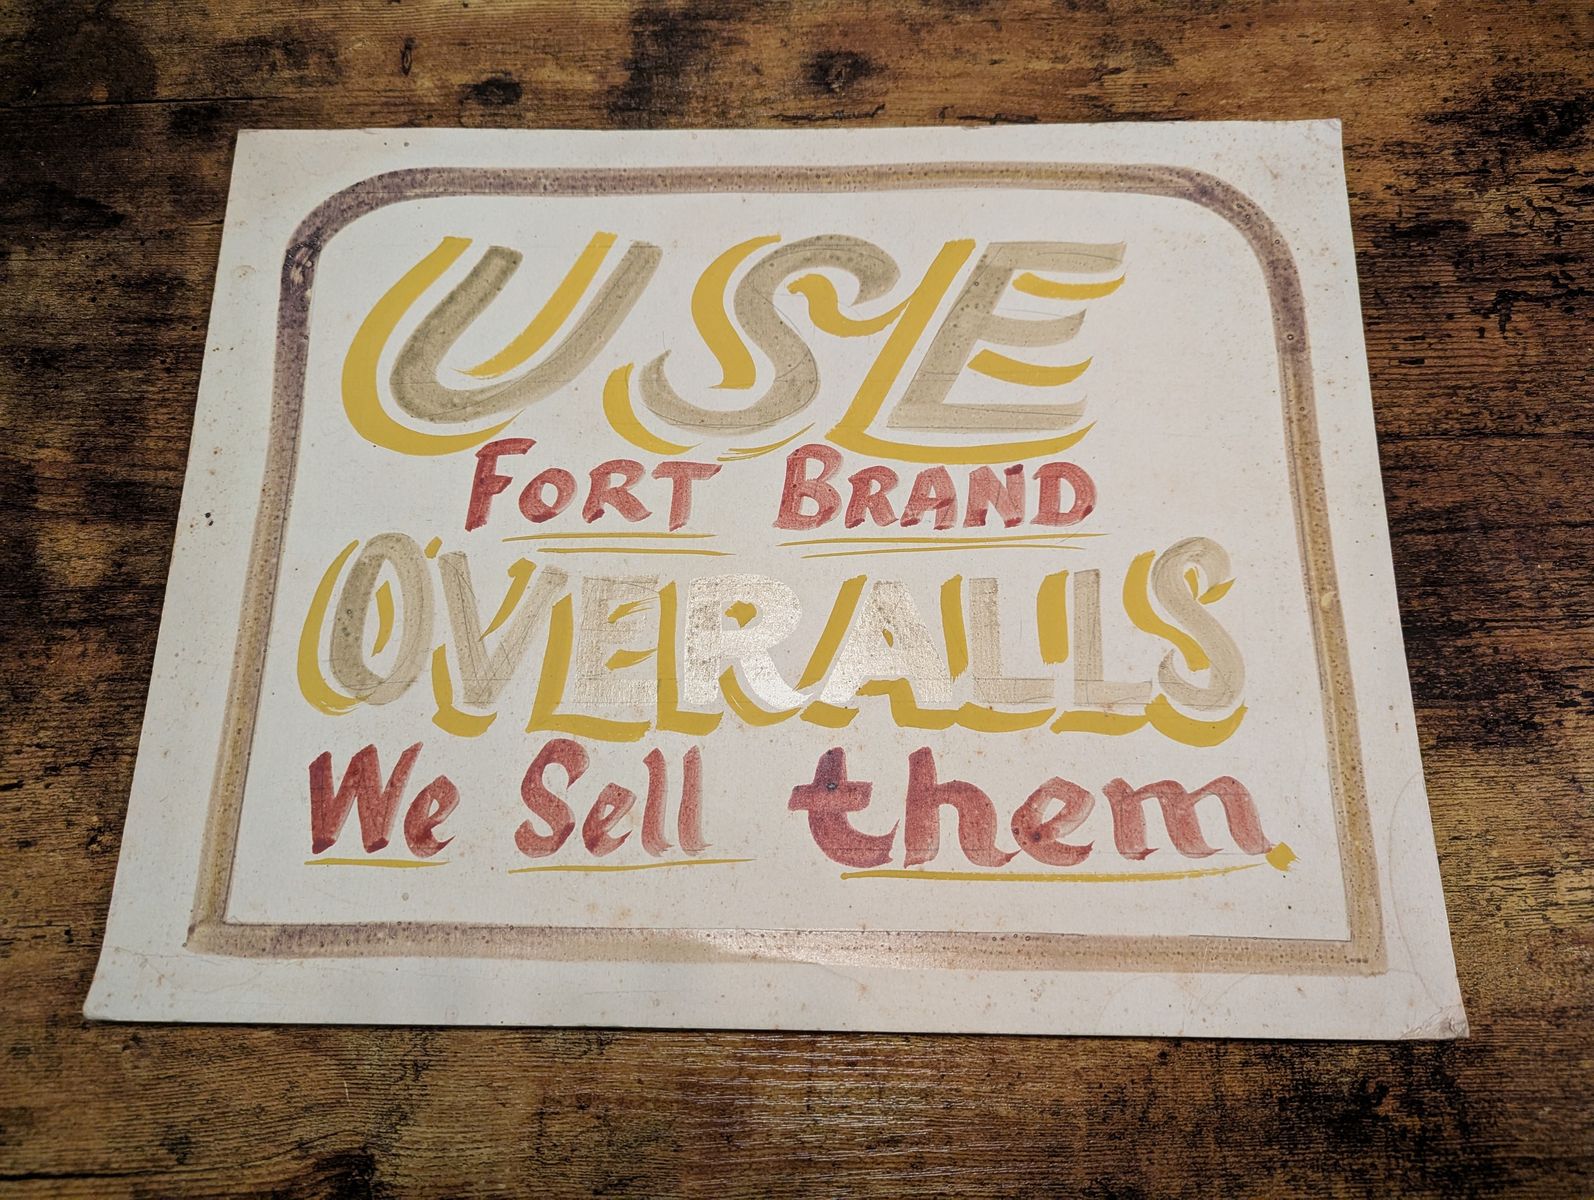 USE
FORT BRAND
OVERALLS
We Sell them.